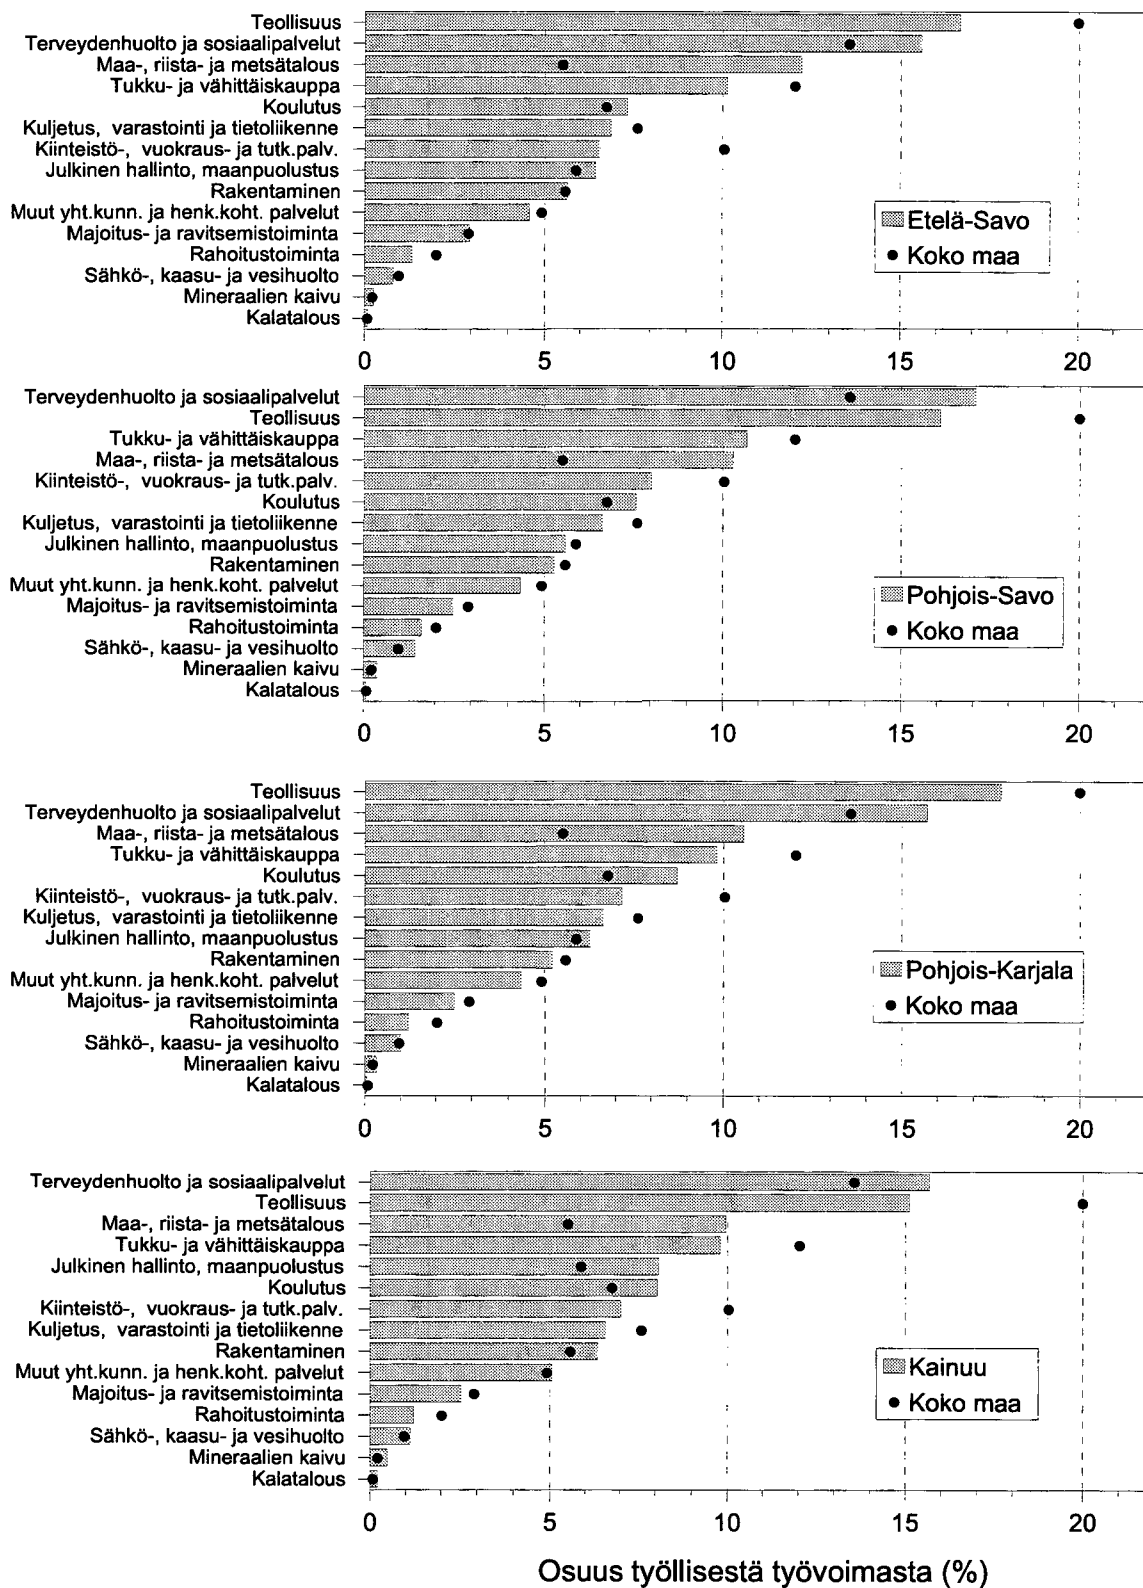 Teollisuus
Terveydenhuolto ja sosiaalipalvelut
Maa-, riista- ja metsätalous
Tukku- ja vähittäiskauppa
Koulutus
Kuljetus, varastointi ja tietoliikenne
Kiinteistö-, vuokraus- ja tutk.palv.
Julkinen hallinto, maanpuolustus
Rakentaminen
Muut yht.kunn. ja henk.koht. palvelut
Majoitus- ja ravitsemistoiminta
Rahoitustoiminta
Sähkö-, kaasu- ja vesihuolto
Mineraalien kaivu
Kalatalous
Etelä-Savo
Koko maa
0 5 10 15 20
Terveydenhuolto ja sosiaalipalvelut
Teollisuus
Tukku- ja vähittäiskauppa
Maa-, riista- ja metsätalous
Kiinteistö-, vuokraus- ja tutk.palv.
Koulutus
Kuljetus, varastointi ja tietoliikenne
Julkinen hallinto, maanpuolustus
Rakentaminen
Muut yht.kunn. ja henk.koht. palvelut
Majoitus- ja ravitsemistoiminta
Rahoitustoiminta
Sähkö-, kaasu- ja vesihuolto
Mineraalien kaivu
Kalatalous
Pohjois-Savo
Koko maa
0 5 10 15 20
Teollisuus
Terveydenhuolto ja sosiaalipalvelut
Maa-, riista- ja metsätalous
Tukku- ja vähittäiskauppa
Koulutus
Kiinteistö-, vuokraus- ja tutk.palv.
Kuljetus, varastointi ja tietoliikenne
Julkinen hallinto, maanpuolustus
Rakentaminen
Muut yht.kunn. ja henk.koht. palvelut
Majoitus- ja ravitsemistoiminta
Rahoitustoiminta
Sähkö-, kaasu- ja vesihuolto
Mineraalien kaivu
Kalatalous
Pohjois-Karjala
Koko maa
0 5 10 15 20
Terveydenhuolto ja sosiaalipalvelut
Teollisuus
Maa-, riista- ja metsätalous
Tukku- ja vähittäiskauppa
Julkinen hallinto, maanpuolustus
Koulutus
Kiinteistö-, vuokraus- ja tutk.palv.
Kuljetus, varastointi ja tietoliikenne
Rakentaminen
Muut yht.kunn. ja henk.koht. palvelut
Majoitus- ja ravitsemistoiminta
Rahoitustoiminta
Sähkö-, kaasu- ja vesihuolto
Mineraalien kaivu
Kalatalous
Kainuu
Koko maa
0 5 10 15 20
Osuus työllisestä työvoimasta (%)